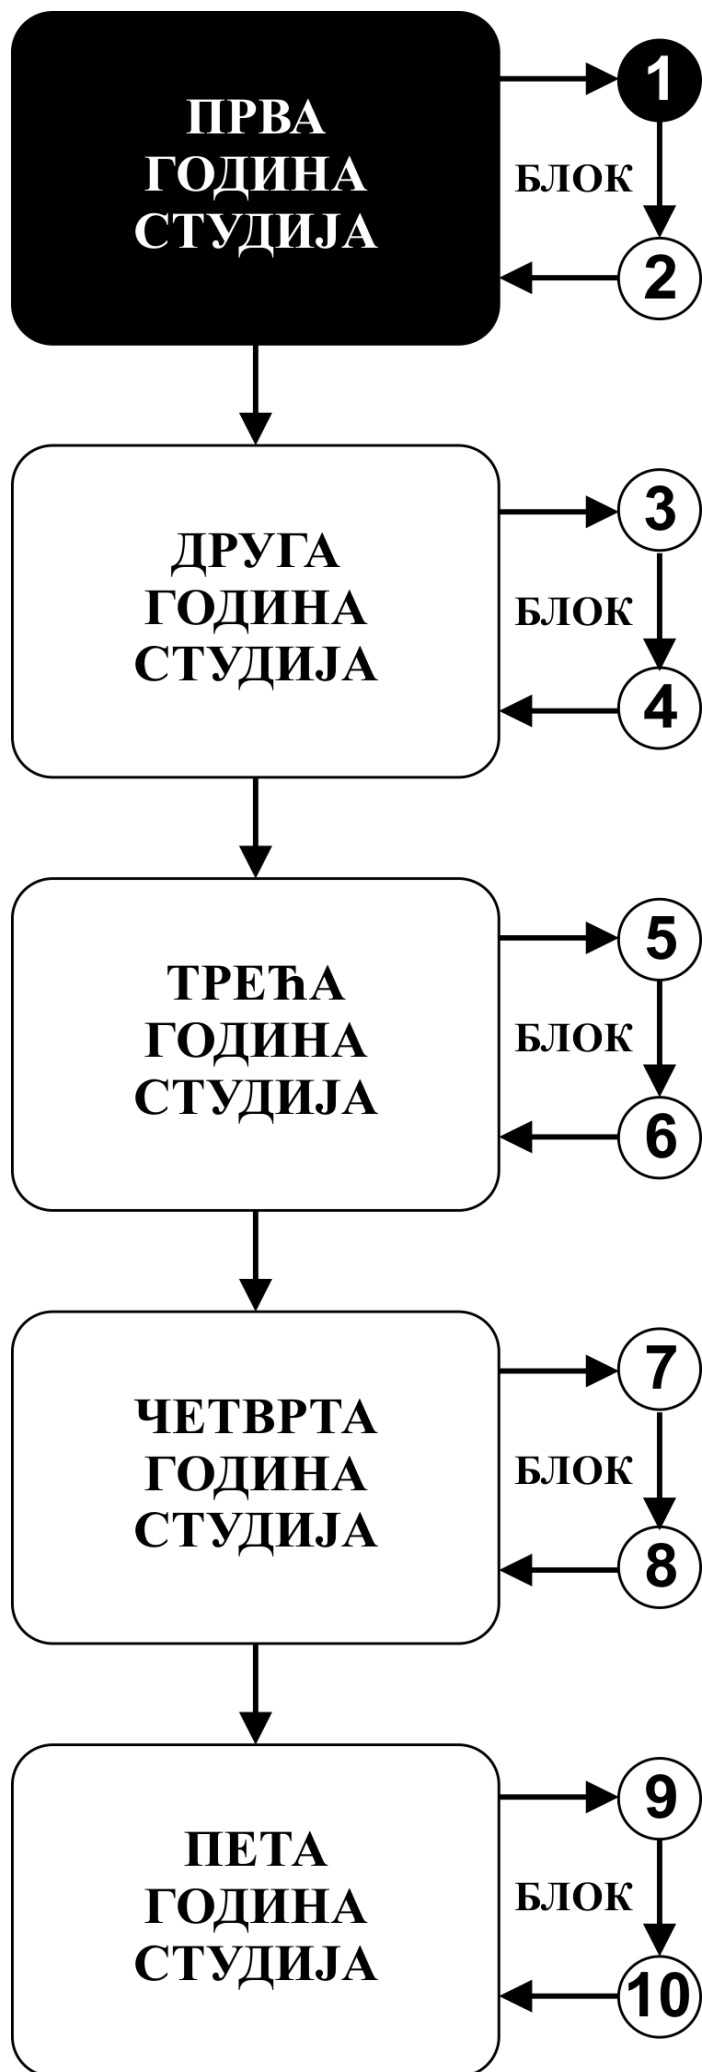 ПРВА
ГОДИНА
СТУДИЈА
1
БЛОК
2
ДРУГА
ГОДИНА
СТУДИЈА
3
БЛОК
4
ТРЕЋА
ГОДИНА
СТУДИЈА
5
БЛОК
6
ЧЕТВРТА
ГОДИНА
СТУДИЈА
7
БЛОК
8
ПЕТА
ГОДИНА
СТУДИЈА
9
БЛОК
10